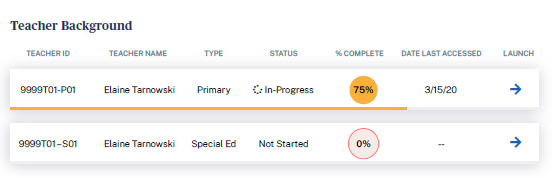 Teacher Background
TEACHER ID TEACHER NAME TYPE STATUS % COMPLETE DATE LAST ACCESSED LAUNCH
9999T01-P01 Elaine Tarnowski Primary In-Progress 75% 3/15/20
9999T01-S01 Elaine Tarnowski Special Ed Not Started 0% --